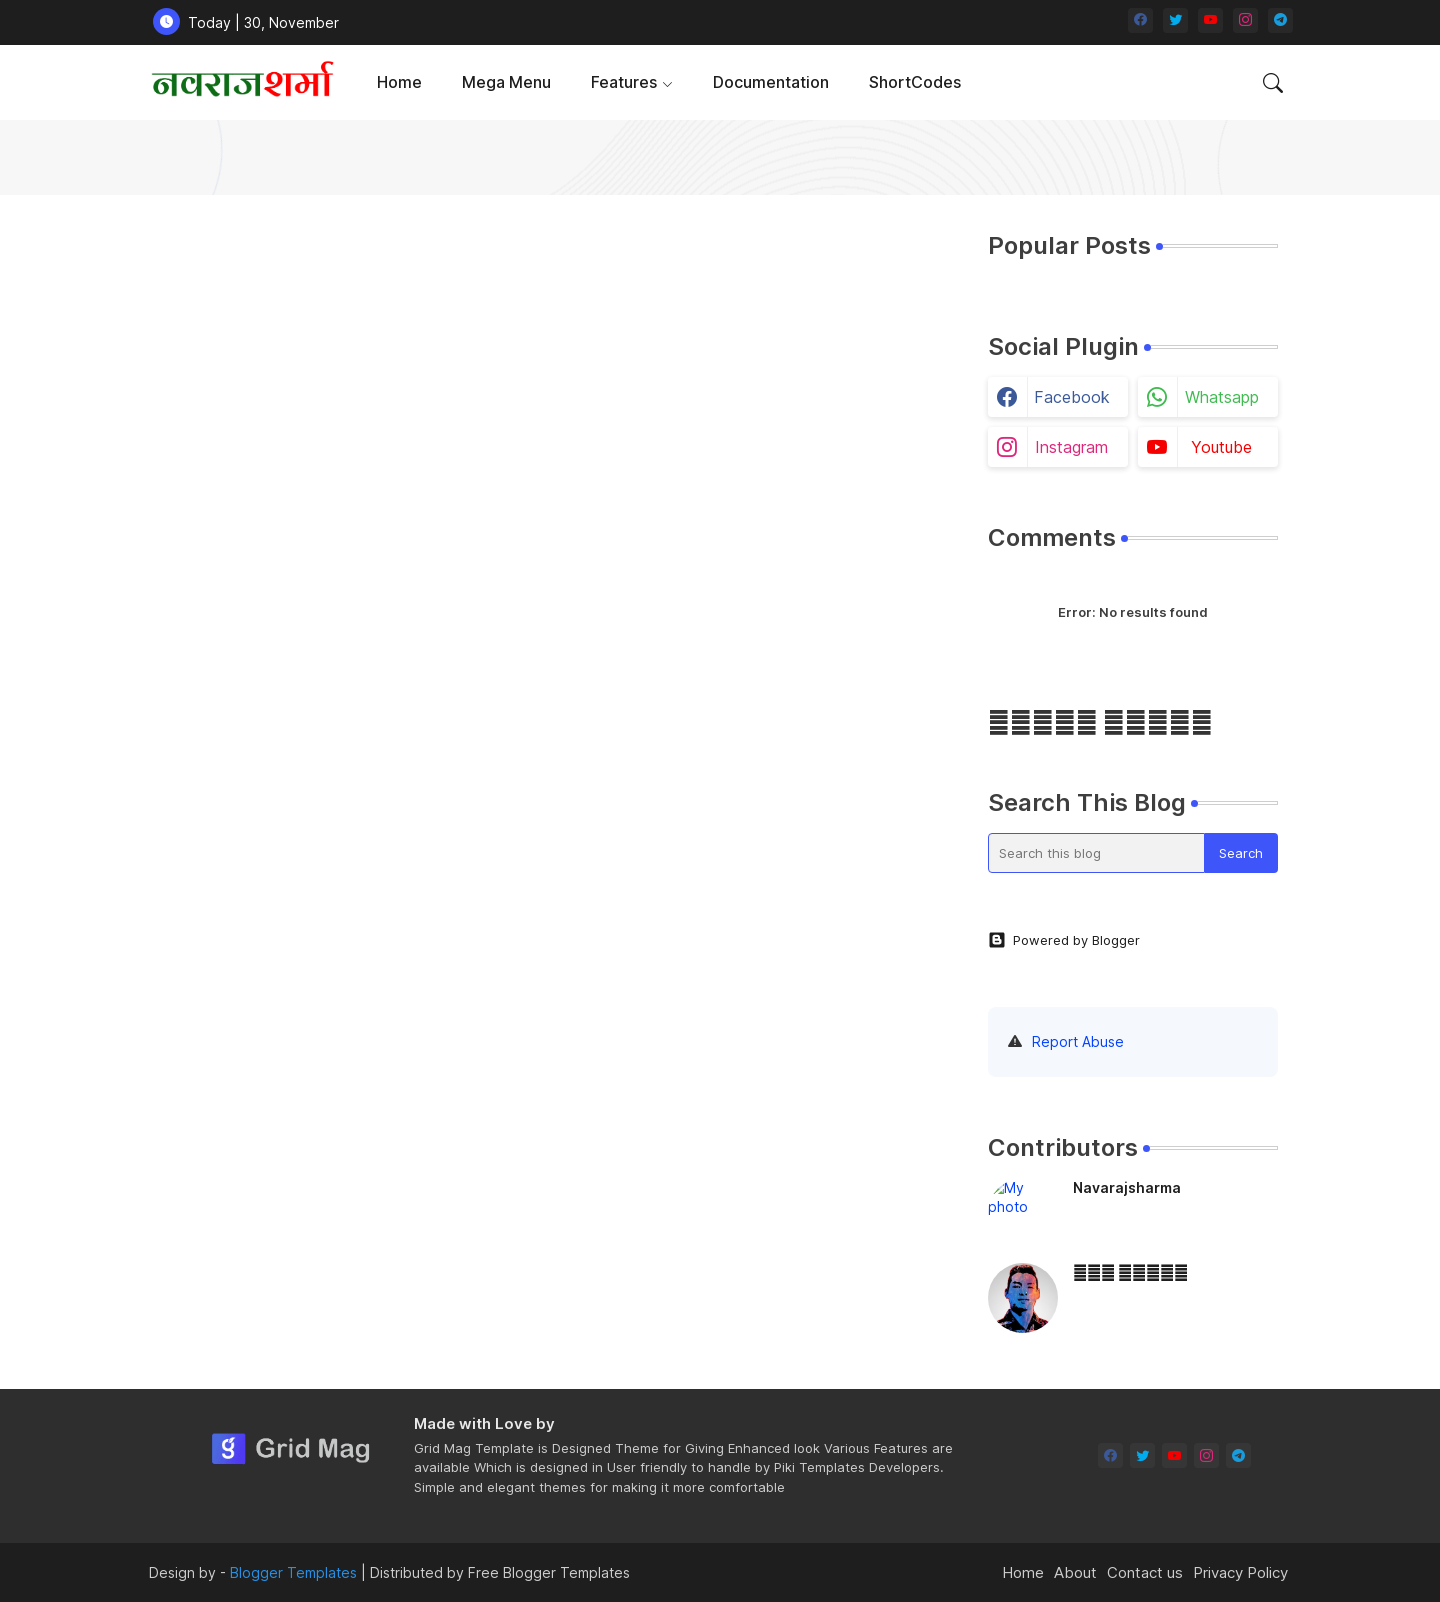 Today | 30, November
नवराज शर्मा
Home
Mega Menu
Features
Documentation
ShortCodes
Popular Posts
Social Plugin
Facebook
Whatsapp
Instagram
Youtube
Comments
Error: No results found
Search This Blog
Search this blog
Search
Powered by Blogger
Report Abuse
Contributors
My photo
Navarajsharma
Grid Mag
Made with Love by
Grid Mag Template is Designed Theme for Giving Enhanced look Various Features are
available Which is designed in User friendly to handle by Piki Templates Developers.
Simple and elegant themes for making it more comfortable
Design by - Blogger Templates | Distributed by Free Blogger Templates
Home About Contact us Privacy Policy